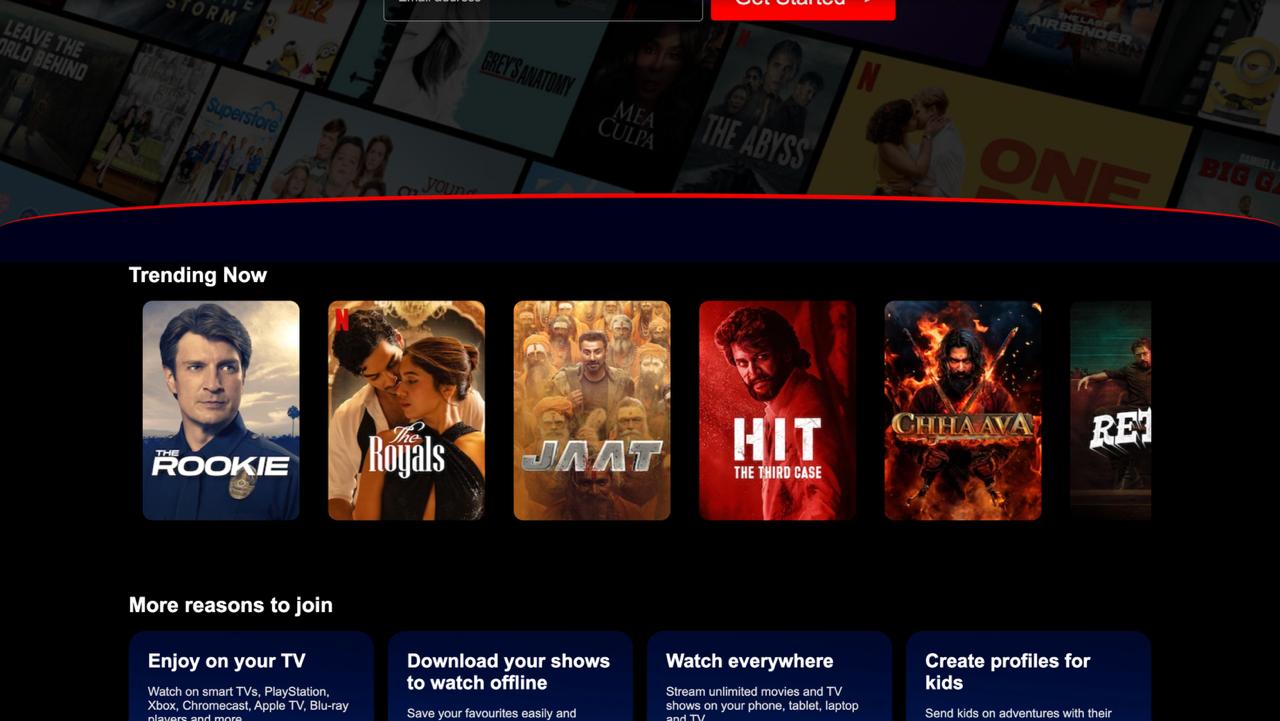 Email address
Get Started >
STORM
LEAVE THE
WORLD BEHIND
Superstore
GREY'S ANATOMY
MEA
CULPA
N
THE ABYSS
N
ONE
THE LAST
AIRBENDER
SAMUEL L.
young
Trending Now
THE
ROOKIE
N
The
Royals
JAAT
HIT
THE THIRD CASE
CHHAAVA
RET
More reasons to join
Enjoy on your TV
Watch on smart TVs, PlayStation,
Xbox, Chromecast, Apple TV, Blu-ray
players and more.
Download your shows
to watch offline
Save your favourites easily and
Watch everywhere
Stream unlimited movies and TV
shows on your phone, tablet, laptop
and TV.
Create profiles for
kids
Send kids on adventures with their